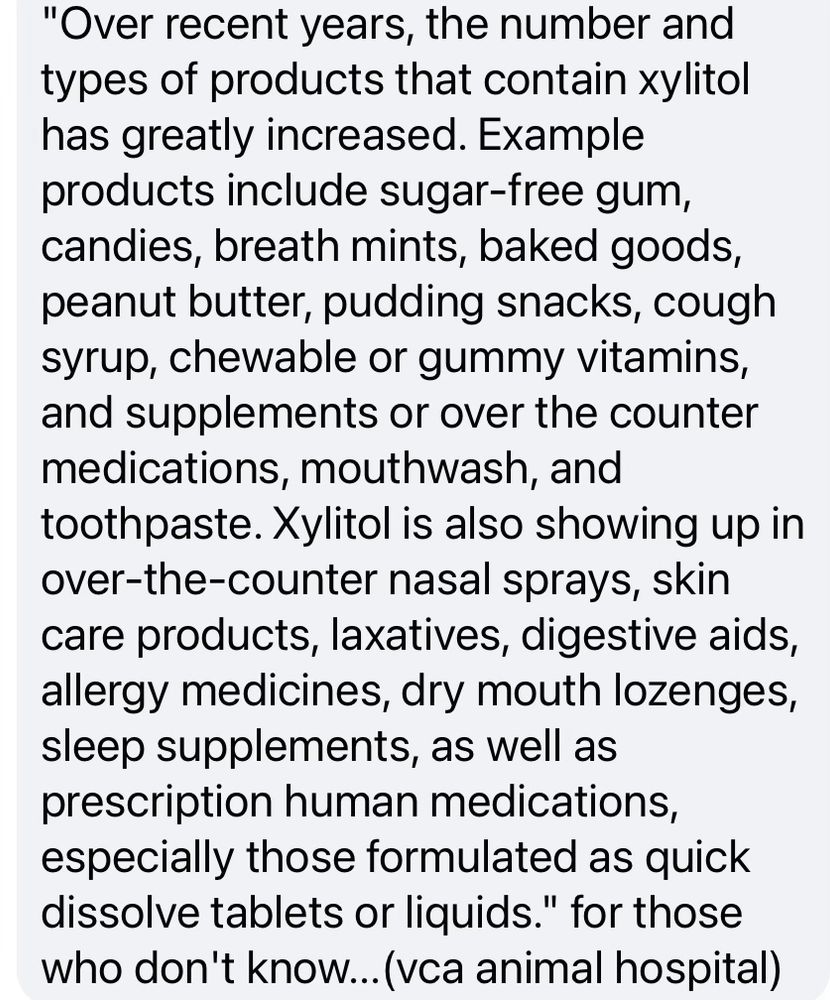 "Over recent years, the number and
types of products that contain xylitol
has greatly increased. Example
products include sugar-free gum,
candies, breath mints, baked goods,
peanut butter, pudding snacks, cough
syrup, chewable or gummy vitamins,
and supplements or over the counter
medications, mouthwash, and
toothpaste. Xylitol is also showing up in
over-the-counter nasal sprays, skin
care products, laxatives, digestive aids,
allergy medicines, dry mouth lozenges,
sleep supplements, as well as
prescription human medications,
especially those formulated as quick
dissolve tablets or liquids." for those
who don't know...(vca animal hospital)